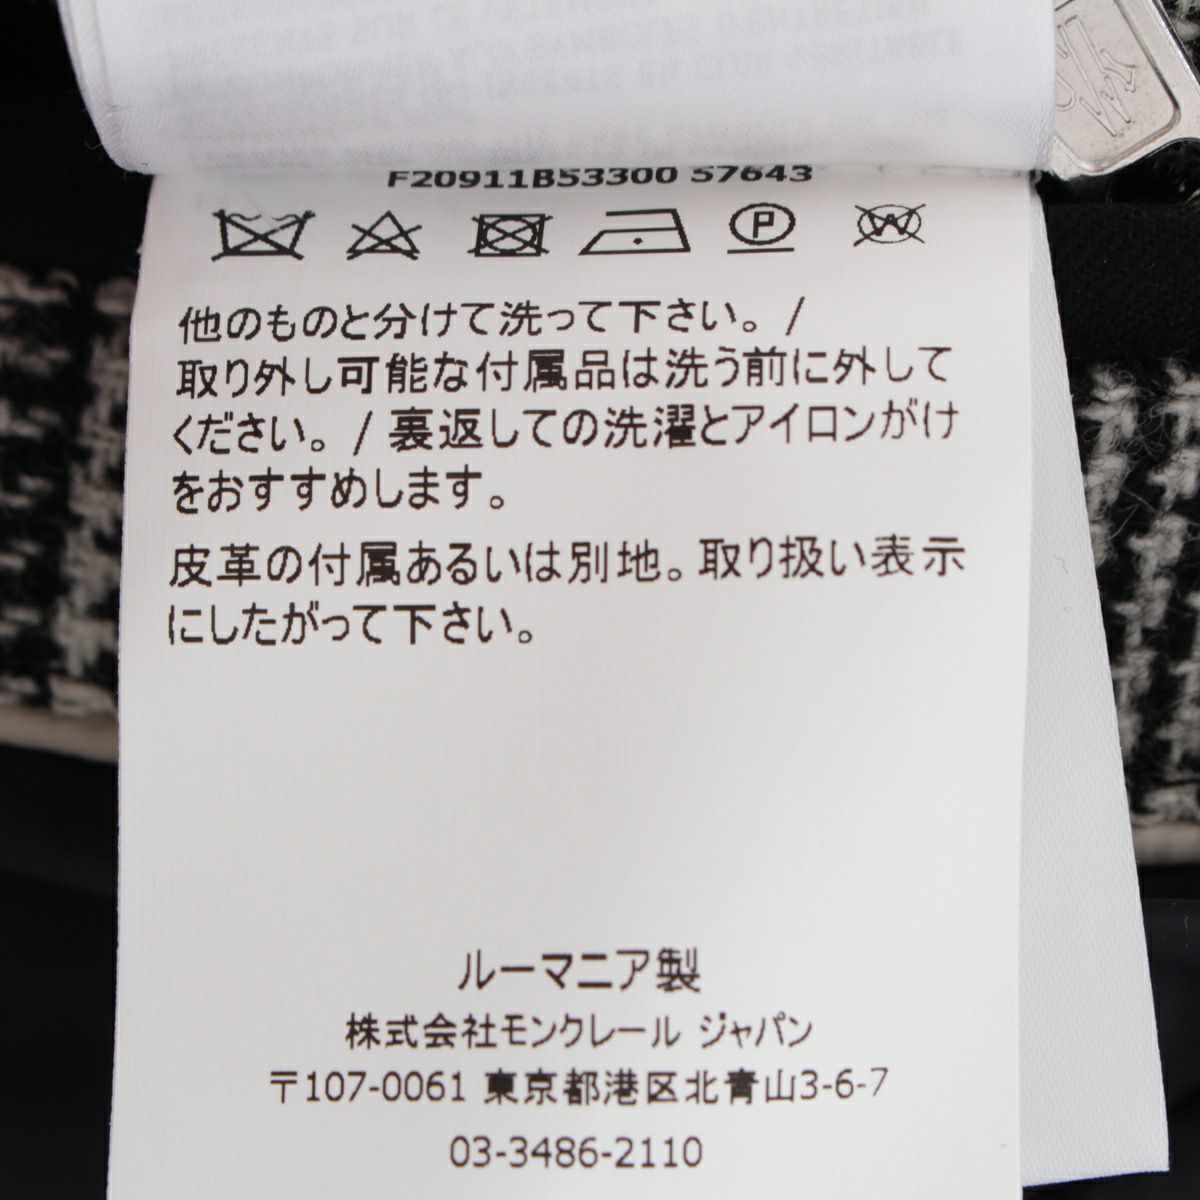 F20911B53300 57643
P
W
他のものと分けて洗って下さい。/
取り外し可能な付属品は洗う前に外して
ください。/ 裏返しての洗濯とアイロンがけ
をおすすめします。
皮革の付属あるいは別地。取り扱い表示
にしたがって下さい。
ルーマニア製
株式会社モンクレール ジャパン
〒107-0061 東京都港区北青山3-6-7
03-3486-2110